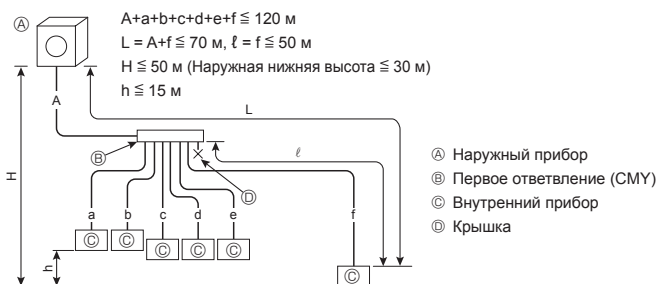 Ⓐ
A+a+b+c+d+e+f ≦ 120 м
L = A+f ≦ 70 м, ℓ = f ≦ 50 м
H ≦ 50 м (Наружная нижняя высота ≦ 30 м)
h ≦ 15 м
A
L
H
Ⓑ
ℓ
Ⓓ
a b c d e f
Ⓒ Ⓒ Ⓒ Ⓒ Ⓒ
h
Ⓒ
Ⓐ Наружный прибор
Ⓑ Первое ответвление (CMY)
Ⓒ Внутренний прибор
Ⓓ Крышка